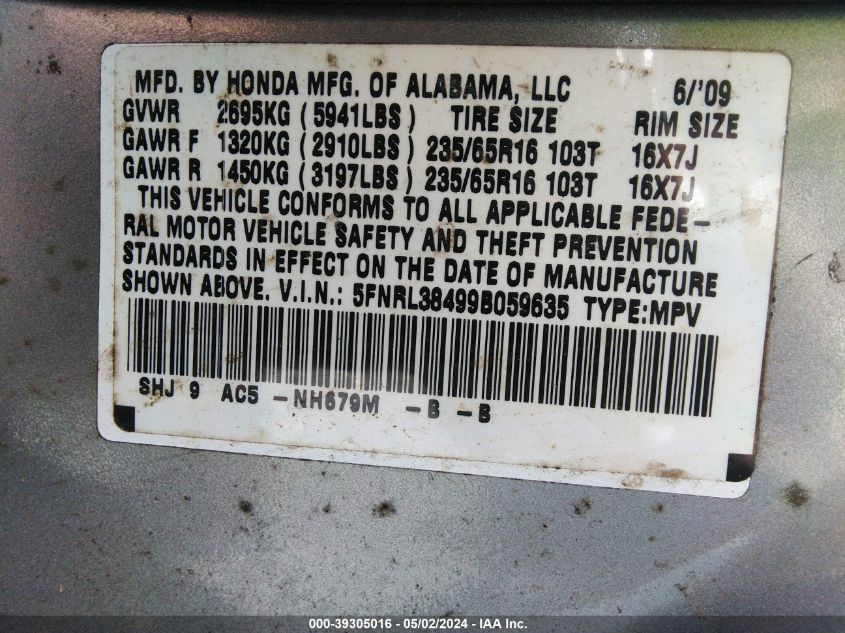 MFD. BY HONDA MFG. OF ALABAMA, LLC 6/'09
GVWR 2695KG (5941LBS) TIRE SIZE RIM SIZE
GAWR F 1320KG (2910LBS) 235/65R16 103T 16X7J
GAWR R 1450KG (3197LBS) 235/65R16 103T 16X7J
THIS VEHICLE CONFORMS TO ALL APPLICABLE FEDE-
RAL MOTOR VEHICLE SAFETY AND THEFT PREVENTION
STANDARDS IN EFFECT ON THE DATE OF MANUFACTURE
SHOWN ABOVE. V.I.N.: 5FNRL38499B059635 TYPE:MPV
SHJ 9 AC5 -NH679M -B -B
000-39305016 - 05/02/2024 - IAA Inc.